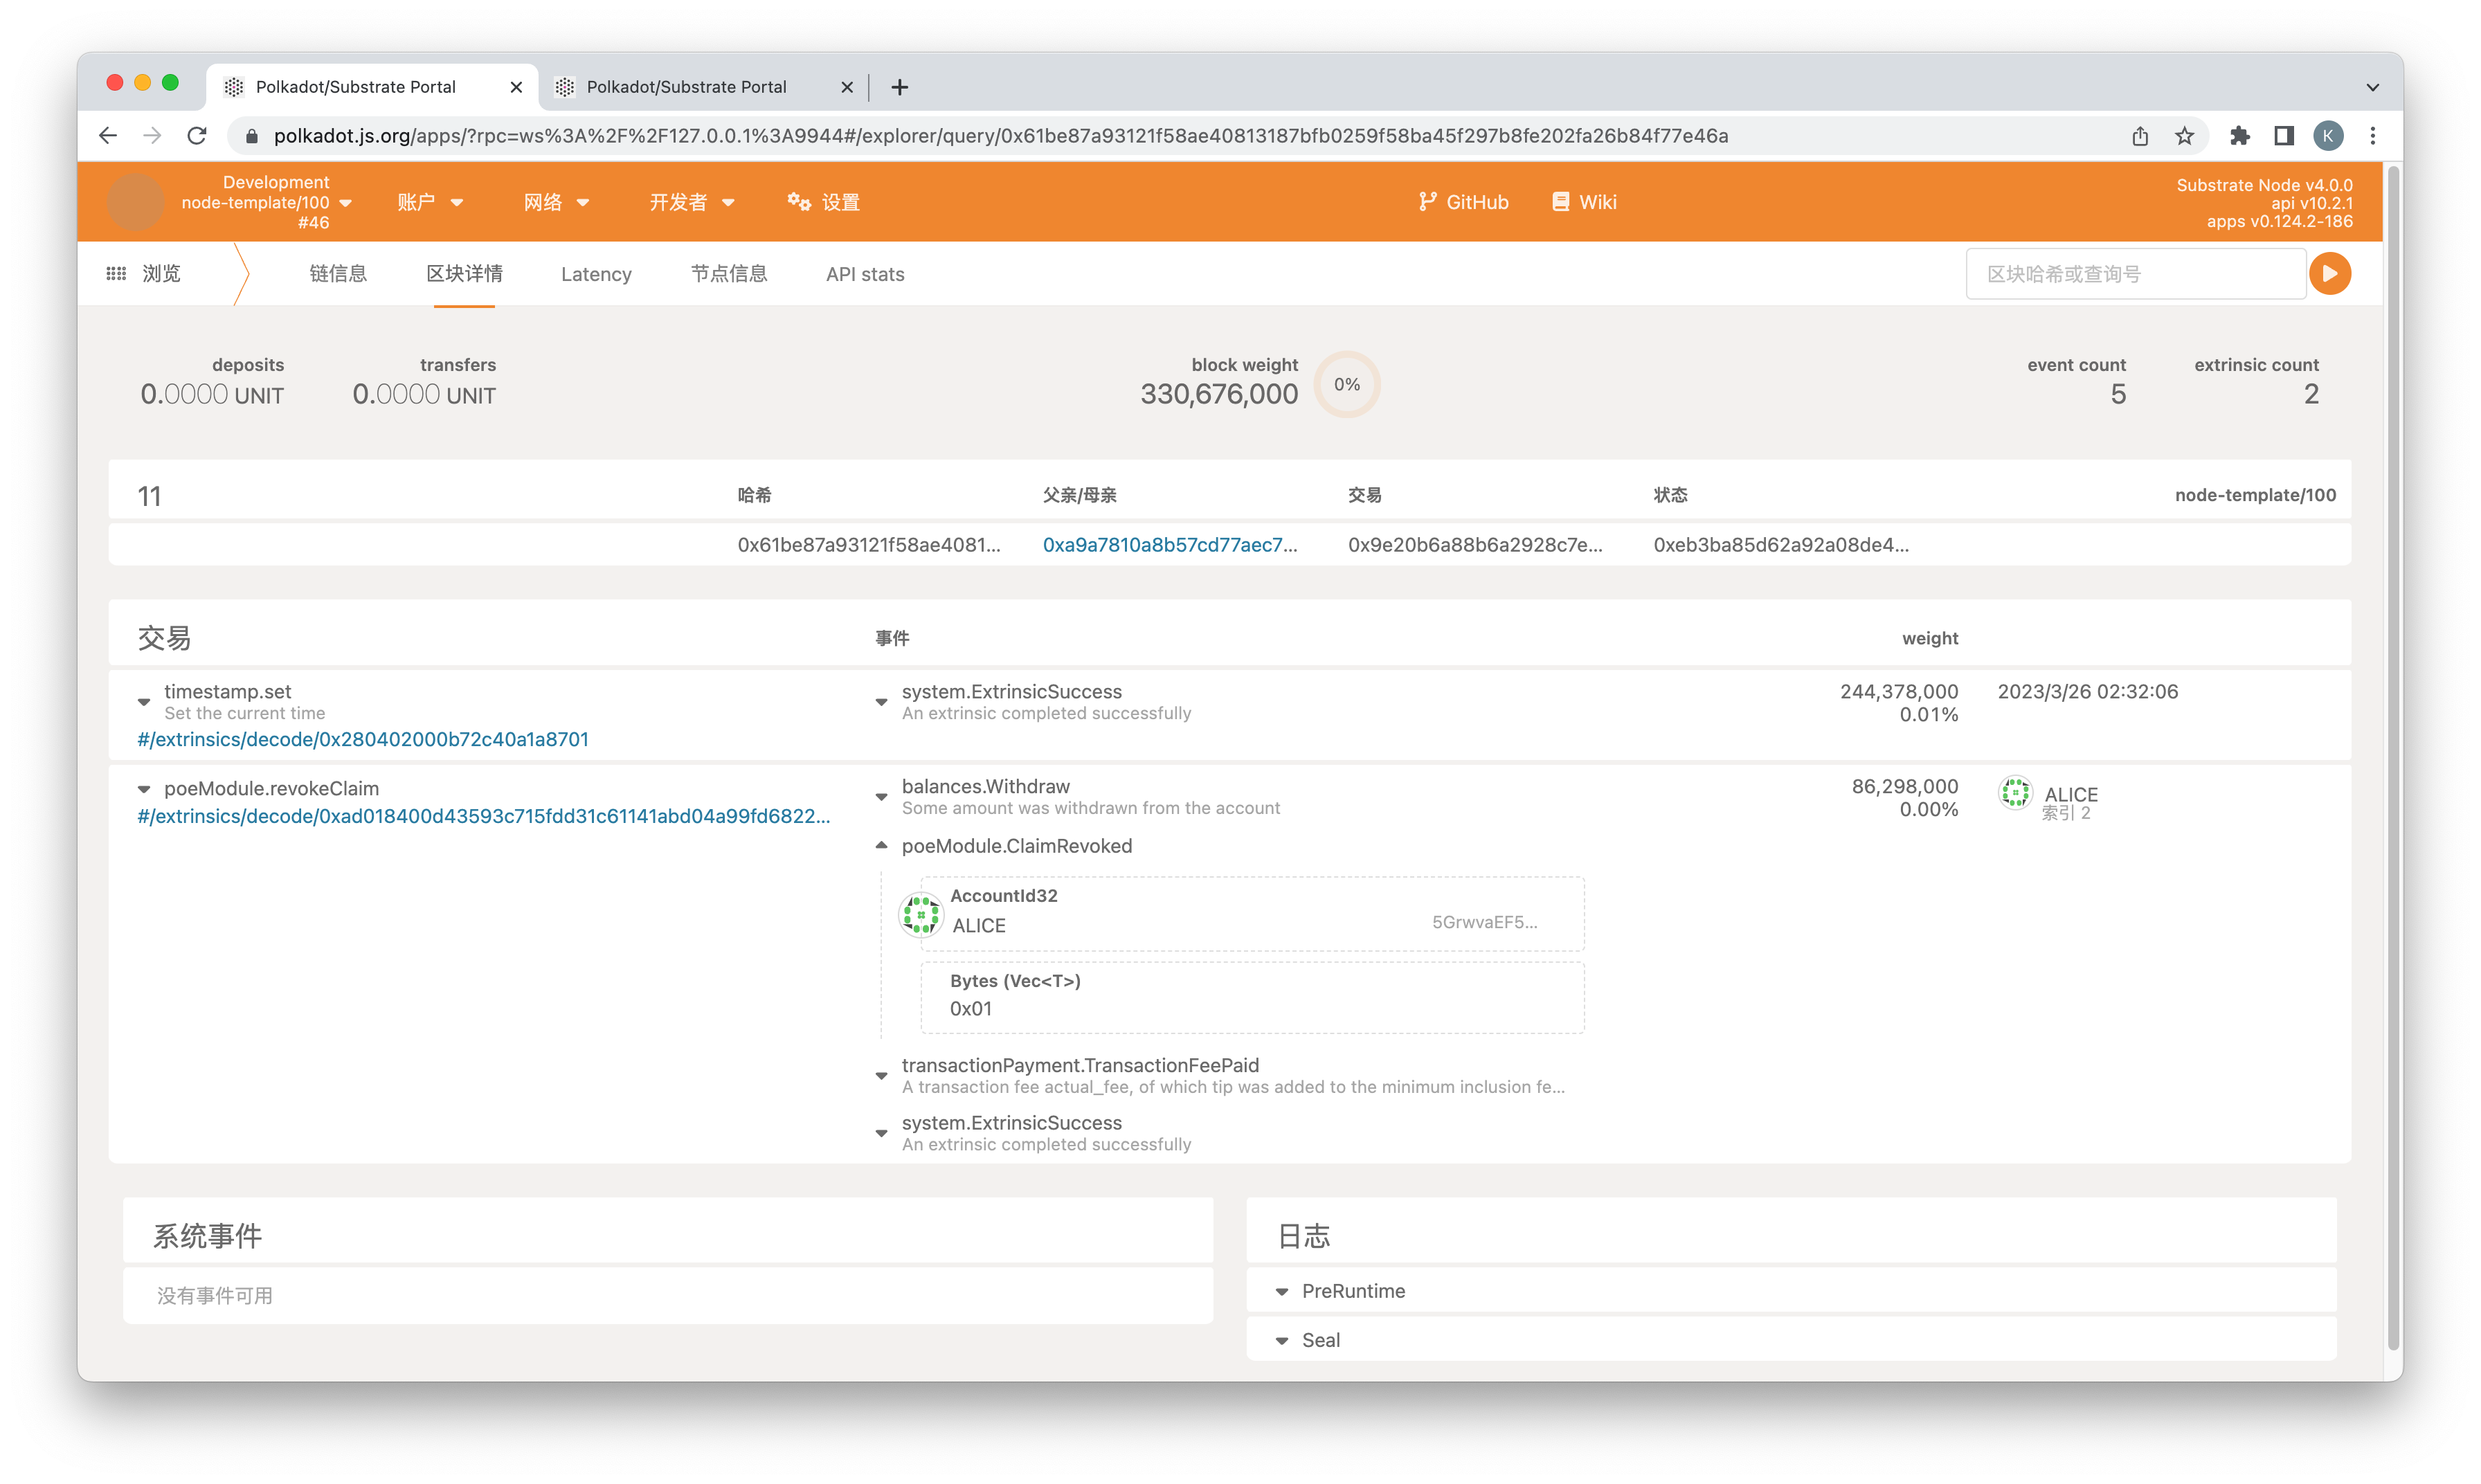 Polkadot/Substrate Portal
Polkadot/Substrate Portal
polkadot.js.org/apps/?rpc=ws%3A%2F%2F127.0.0.1%3A9944#/explorer/query/0x61be87a93121f58ae40813187bfb0259f58ba45f297b8fe202fa26b84f77e46a
K
Development
node-template/100
#46
账户
网络
开发者
设置
GitHub
Wiki
Substrate Node v4.0.0
api v10.2.1
apps v0.124.2-186
浏览
链信息
区块详情
Latency
节点信息
API stats
区块哈希或查询号
deposits
0.0000 UNIT
transfers
0.0000 UNIT
block weight
330,676,000
0%
event count
5
extrinsic count
2
11 哈希 父亲/母亲 交易 状态 node-template/100
0x61be87a93121f58ae4081... 0xa9a7810a8b57cd77aec7... 0x9e20b6a88b6a2928c7e... 0xeb3ba85d62a92a08de4...
交易 事件 weight
timestamp.set
Set the current time
#/extrinsics/decode/0x280402000b72c40a1a8701
system.ExtrinsicSuccess
An extrinsic completed successfully
244,378,000
0.01%
2023/3/26 02:32:06
poeModule.revokeClaim
#/extrinsics/decode/0xad018400d43593c715fdd31c61141abd04a99fd6822...
balances.Withdraw
Some amount was withdrawn from the account
86,298,000
0.00%
ALICE
索引 2
poeModule.ClaimRevoked
AccountId32
ALICE 5GrwvaEF5...
Bytes (Vec<T>)
0x01
transactionPayment.TransactionFeePaid
A transaction fee actual_fee, of which tip was added to the minimum inclusion fe...
system.ExtrinsicSuccess
An extrinsic completed successfully
系统事件
没有事件可用
日志
PreRuntime
Seal